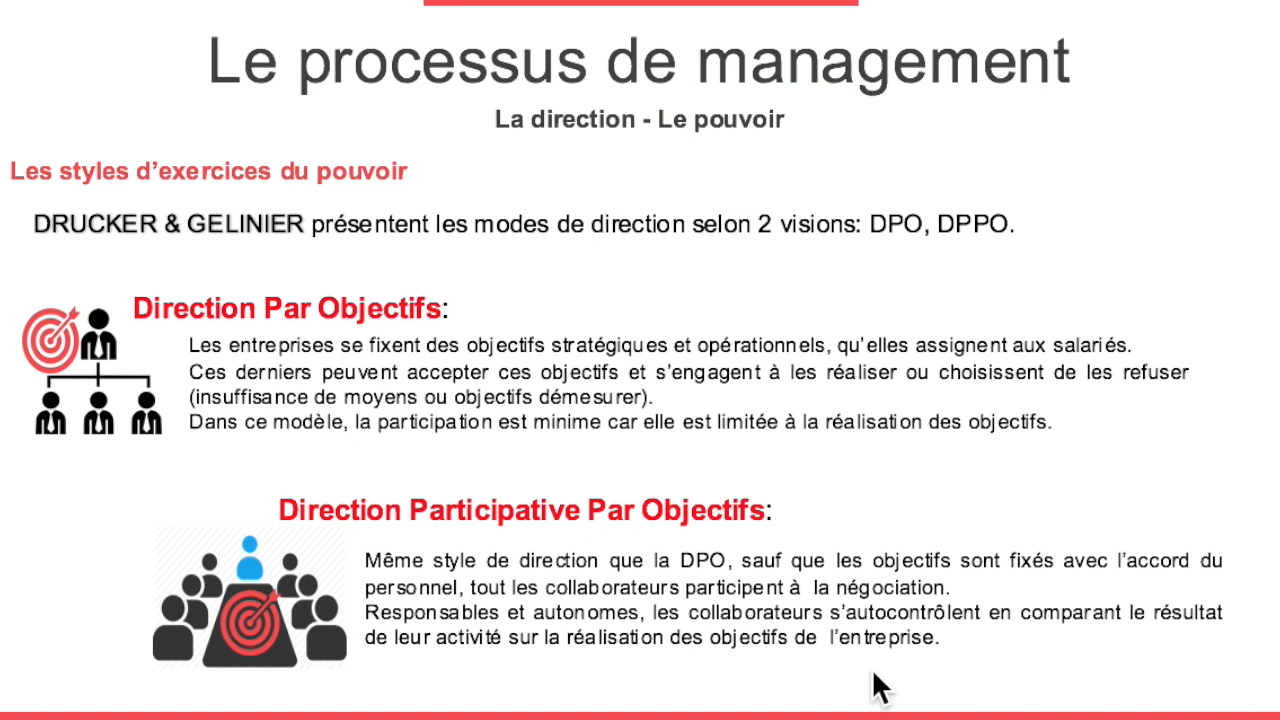 Le processus de management
La direction - Le pouvoir
Les styles d’exercices du pouvoir
DRUCKER & GELINIER présentent les modes de direction selon 2 visions: DPO, DPPO.
Direction Par Objectifs:
Les entreprises se fixent des objectifs stratégiques et opérationnels, qu’elles assignent aux salariés.
Ces derniers peuvent accepter ces objectifs et s’engagent à les réaliser ou choisissent de les refuser
(insuffisance de moyens ou objectifs démesurer).
Dans ce modèle, la participation est minime car elle est limitée à la réalisation des objectifs.
Direction Participative Par Objectifs:
Même style de direction que la DPO, sauf que les objectifs sont fixés avec l’accord du
personnel, tout les collaborateurs participent à la négociation.
Responsables et autonomes, les collaborateurs s’autocontrôlent en comparant le résultat
de leur activité sur la réalisation des objectifs de l’entreprise.